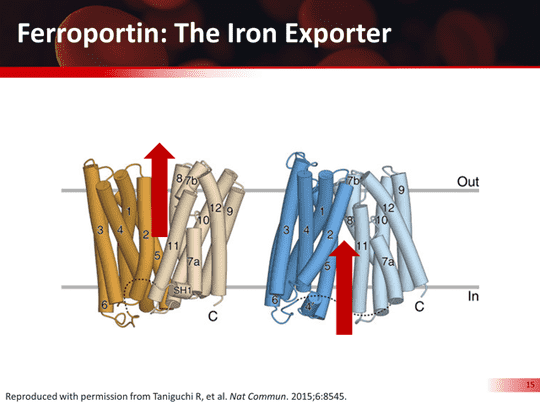 Ferroportin: The Iron Exporter
Out
In
8 7b
1
3
4
2
5
11
10
12
9
7a
SH1
6
C
7b
1
3
4
2
5
8
11
10
12
9
7a
6
C
15
Reproduced with permission from Taniguchi R, et al. Nat Commun. 2015;6:8545.